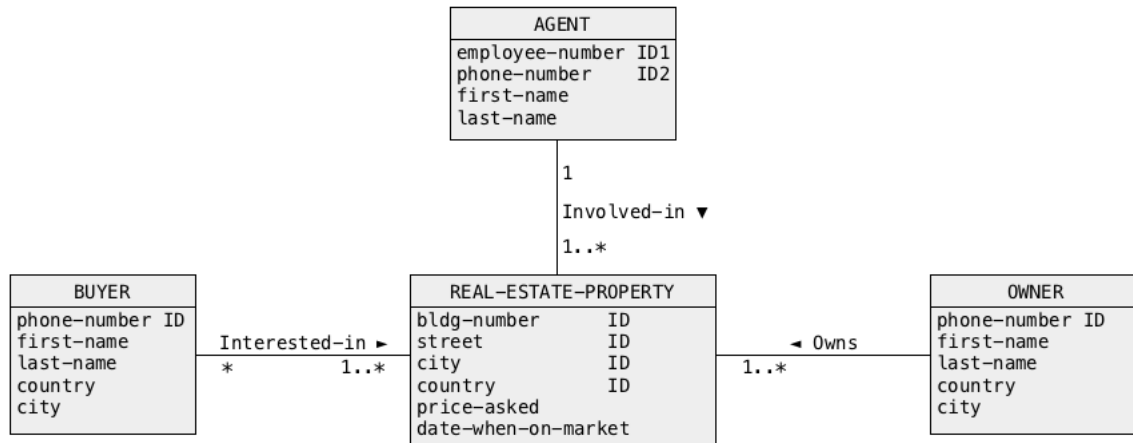 AGENT
employee-number ID1
phone-number ID2
first-name
last-name
1
Involved-in ▼
1..*
BUYER
phone-number ID
first-name
last-name
country
city
Interested-in ►
* 1..*
REAL-ESTATE-PROPERTY
bldg-number ID
street ID
city ID
country ID
price-asked
date-when-on-market
◄ Owns
1..*
OWNER
phone-number ID
first-name
last-name
country
city